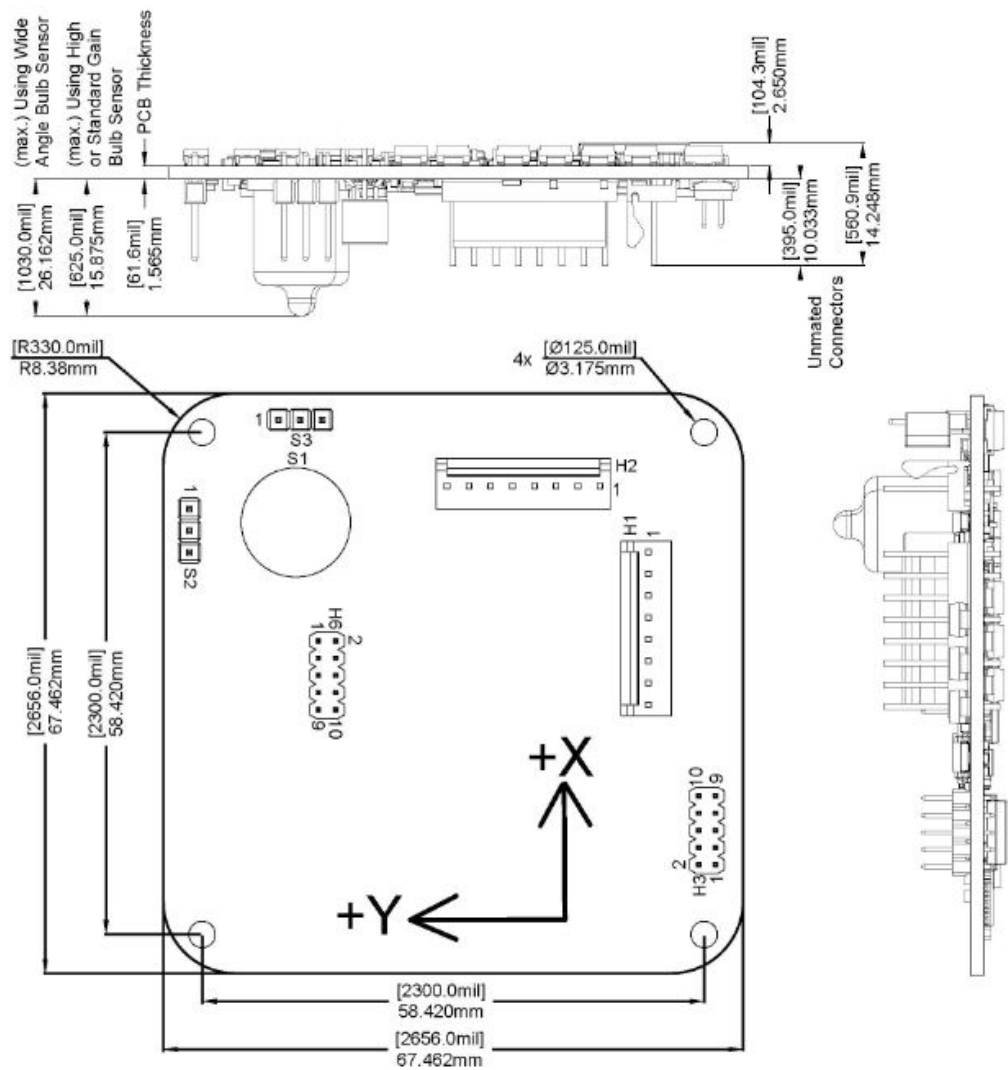 (max.) Using Wide
Angle Bulb Sensor
(max.) Using High
or Standard Gain
Bulb Sensor
PCB Thickness
[1030.0mil]
26.162mm
[625.0mil]
15.875mm
[61.6mil]
1.565mm
[104.3mil]
2.650mm
[395.0mil]
10.033mm
[560.9mil]
14.248mm
Unmated
Connectors
[R330.0mil]
R8.38mm
4x
[Ø125.0mil]
Ø3.175mm
1
S3
S1
H2
1
1
S2
H1
1
H6
1
2
9
10
[2656.0mil]
67.462mm
[2300.0mil]
58.420mm
+X
+Y
10
9
2
1
H3
[2300.0mil]
58.420mm
[2656.0mil]
67.462mm